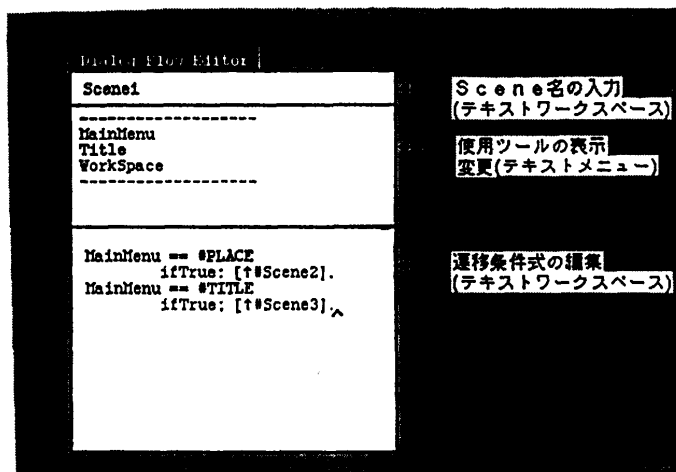 Dialog Flow Editor
Scene1
--------------------
MainMenu
Title
WorkSpace
--------------------
MainMenu == #PLACE
ifTrue: [↑#Scene2].
MainMenu == #TITLE
ifTrue: [↑#Scene3].
Scene名の入力
(テキストワークスペース)
使用ツールの表示
変更(テキストメニュー)
遷移条件式の編集
(テキストワークスペース)